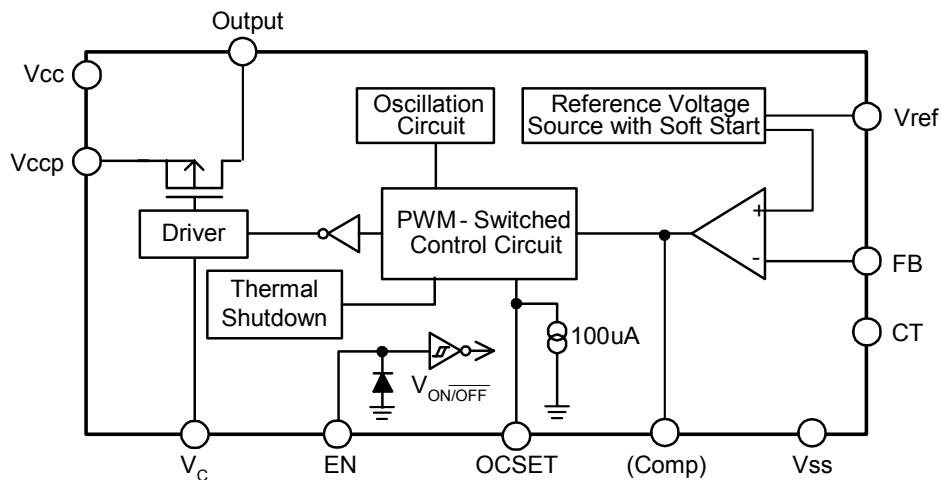 Output
Vcc
Vccp
Oscillation
Circuit
Reference Voltage
Source with Soft Start
Vref
+
-
PWM - Switched
Control Circuit
Driver
FB
Thermal
Shutdown
100uA
CT
VON/OFF
VC
EN
OCSET
(Comp)
Vss